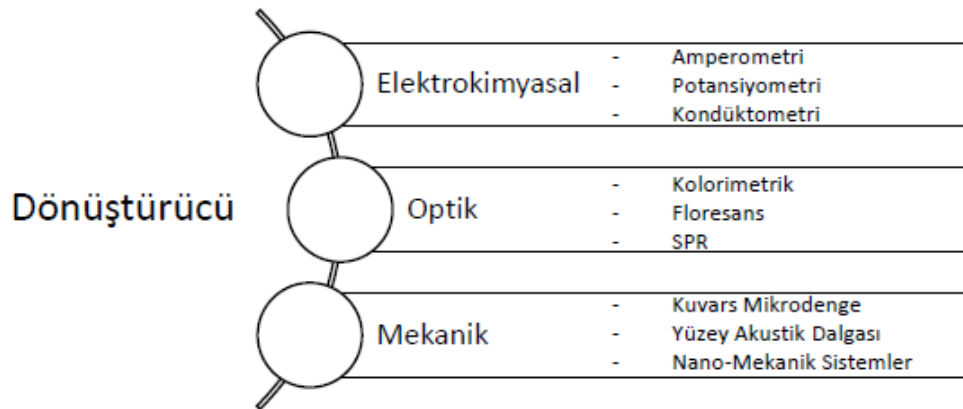 Dönüştürücü
Elektrokimyasal
- Amperometri
- Potansiyometri
- Kondüktometri
Optik
- Kolorimetrik
- Floresans
- SPR
Mekanik
- Kuvars Mikrodenge
- Yüzey Akustik Dalgası
- Nano-Mekanik Sistemler